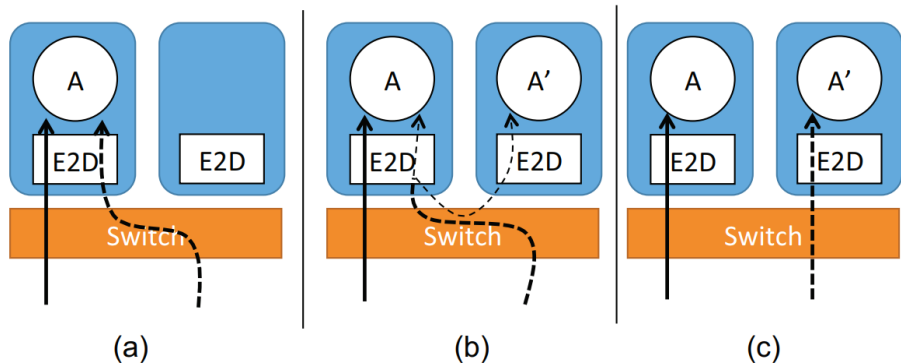 A
E2D
E2D
Switch
(a)
A
A’
E2D
E2D
Switch
(b)
A
A’
E2D
E2D
Switch
(c)